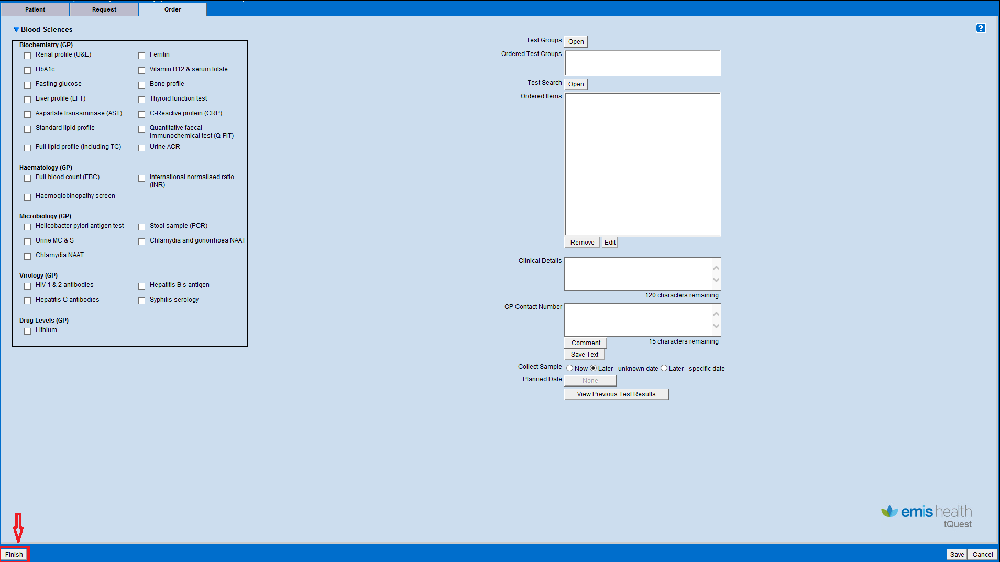 Patient
Request
Order
Blood Sciences
?
Biochemistry (GP)
Renal profile (U&E)
Ferritin
HbA1c
Vitamin B12 & serum folate
Fasting glucose
Bone profile
Liver profile (LFT)
Thyroid function test
Aspartate transaminase (AST)
C-Reactive protein (CRP)
Standard lipid profile
Quantitative faecal
immunochemical test (Q-FIT)
Full lipid profile (including TG)
Urine ACR
Haematology (GP)
Full blood count (FBC)
International normalised ratio
(INR)
Haemoglobinopathy screen
Microbiology (GP)
Helicobacter pylori antigen test
Stool sample (PCR)
Urine MC & S
Chlamydia and gonorrhoea NAAT
Chlamydia NAAT
Virology (GP)
HIV 1 & 2 antibodies
Hepatitis B s antigen
Hepatitis C antibodies
Syphilis serology
Drug Levels (GP)
Lithium
Test Groups Open
Ordered Test Groups
Test Search Open
Ordered Items
Remove Edit
Clinical Details
120 characters remaining
GP Contact Number
Comment 15 characters remaining
Save Text
Collect Sample Now Later - unknown date Later - specific date
Planned Date None
View Previous Test Results
emis health
tQuest
Finish
Save Cancel